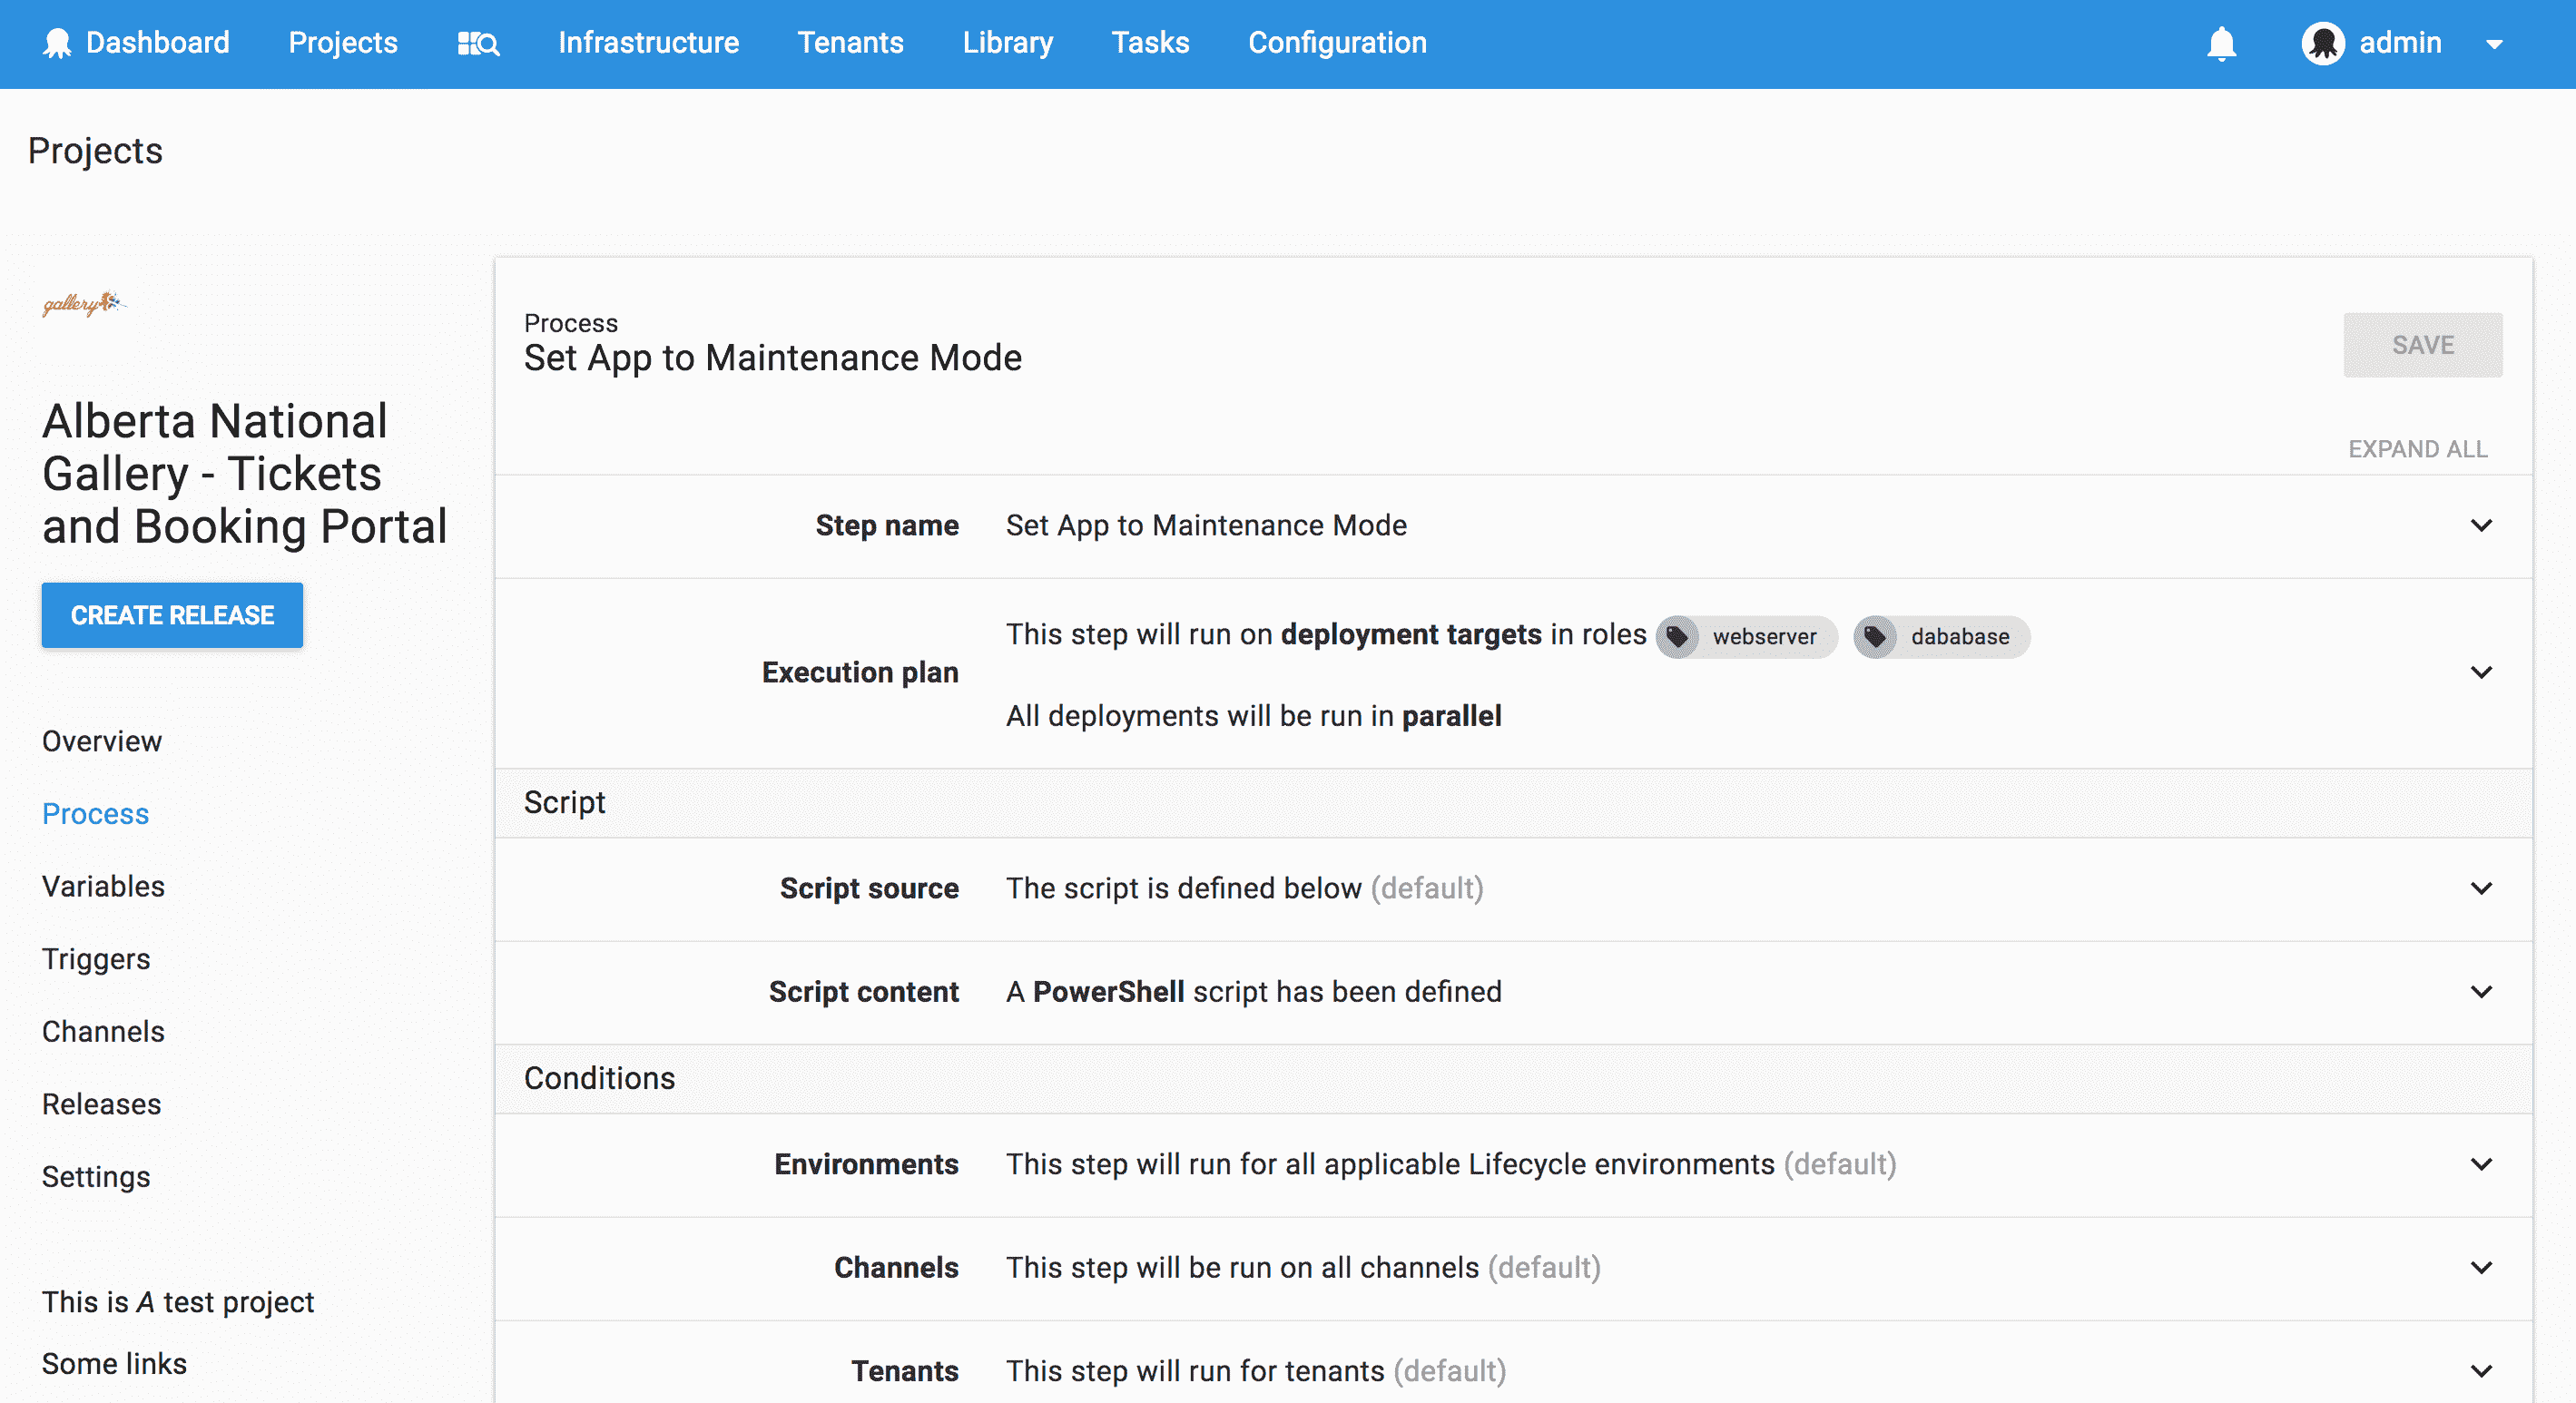 Dashboard Projects Infrastructure Tenants Library Tasks Configuration admin
Projects
gallery
Alberta National
Gallery - Tickets
and Booking Portal
CREATE RELEASE
Overview
Process
Variables
Triggers
Channels
Releases
Settings
This is A test project
Some links
Process
Set App to Maintenance Mode
SAVE
EXPAND ALL
Step name Set App to Maintenance Mode
Execution plan
This step will run on deployment targets in roles webserver dababase
All deployments will be run in parallel
Script
Script source The script is defined below (default)
Script content A PowerShell script has been defined
Conditions
Environments This step will run for all applicable Lifecycle environments (default)
Channels This step will be run on all channels (default)
Tenants This step will run for tenants (default)